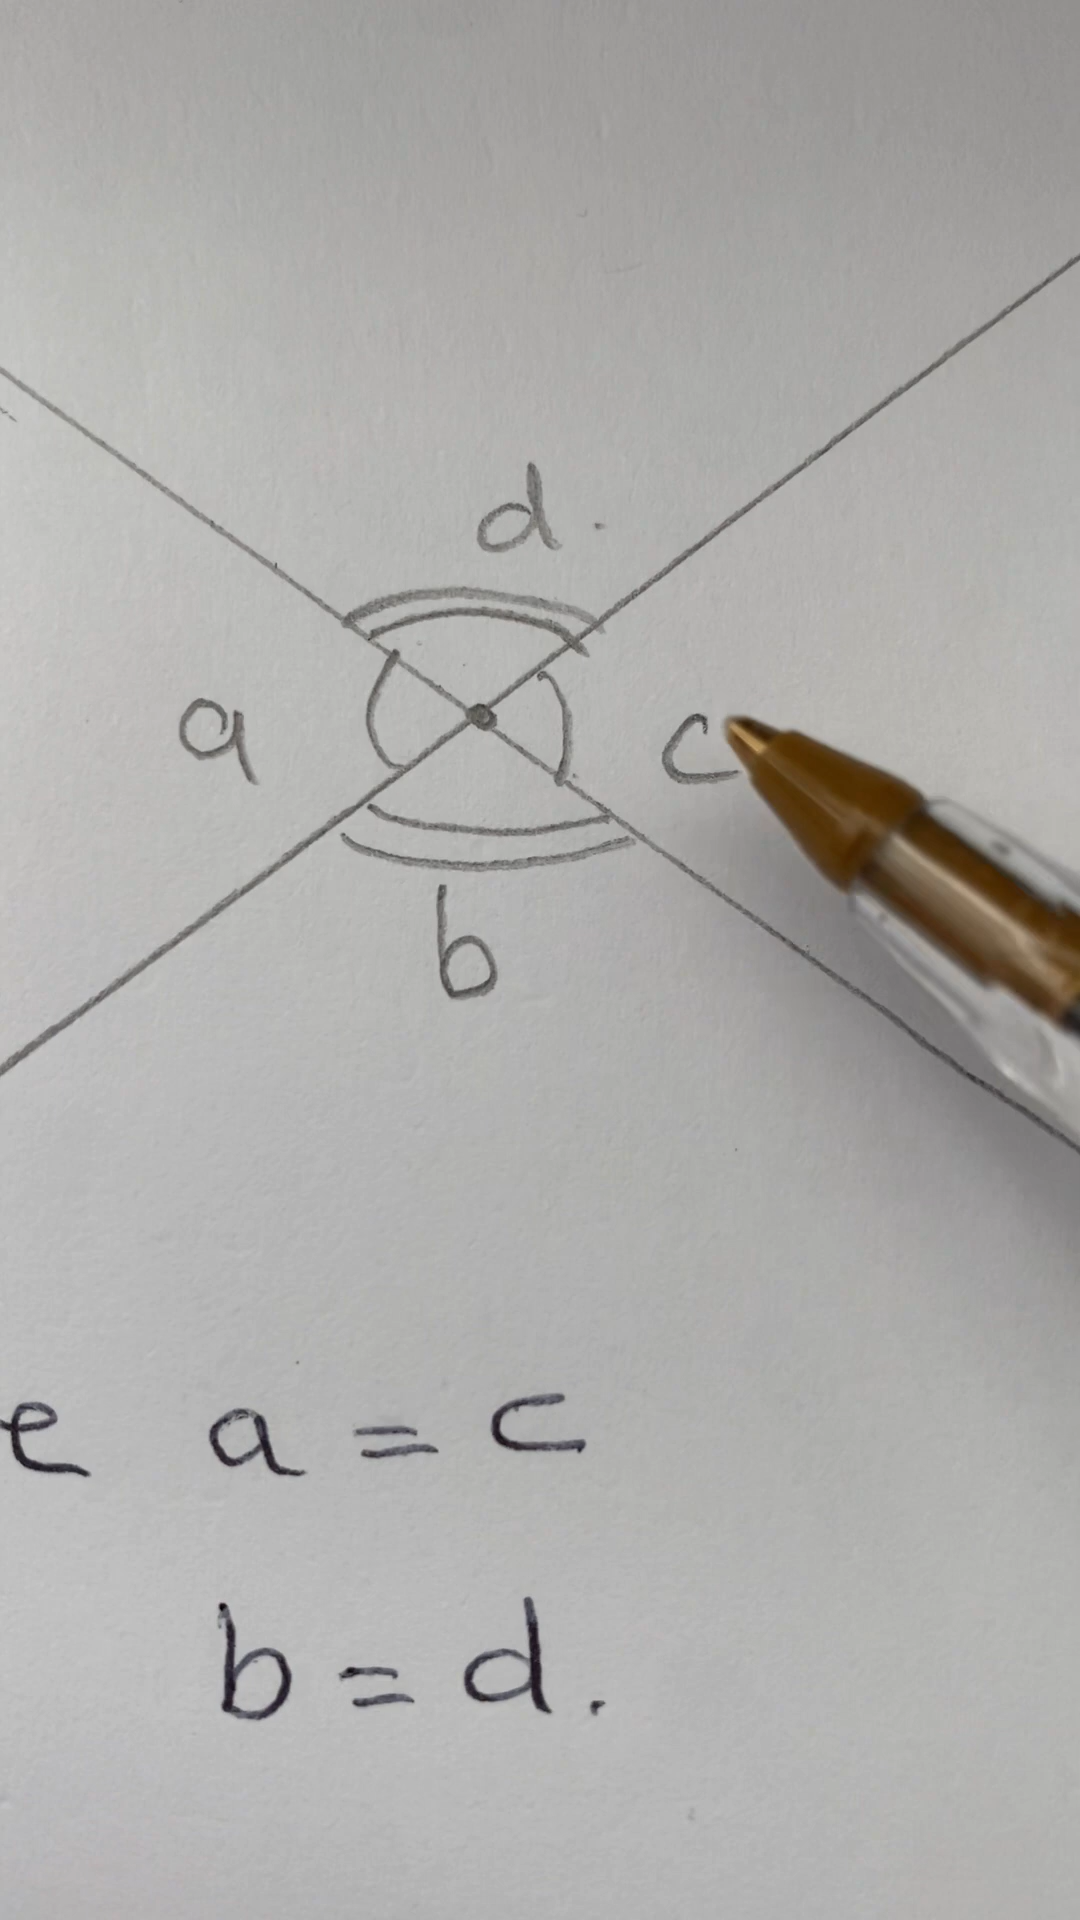 d.
a
c
b
e a = c
b = d.